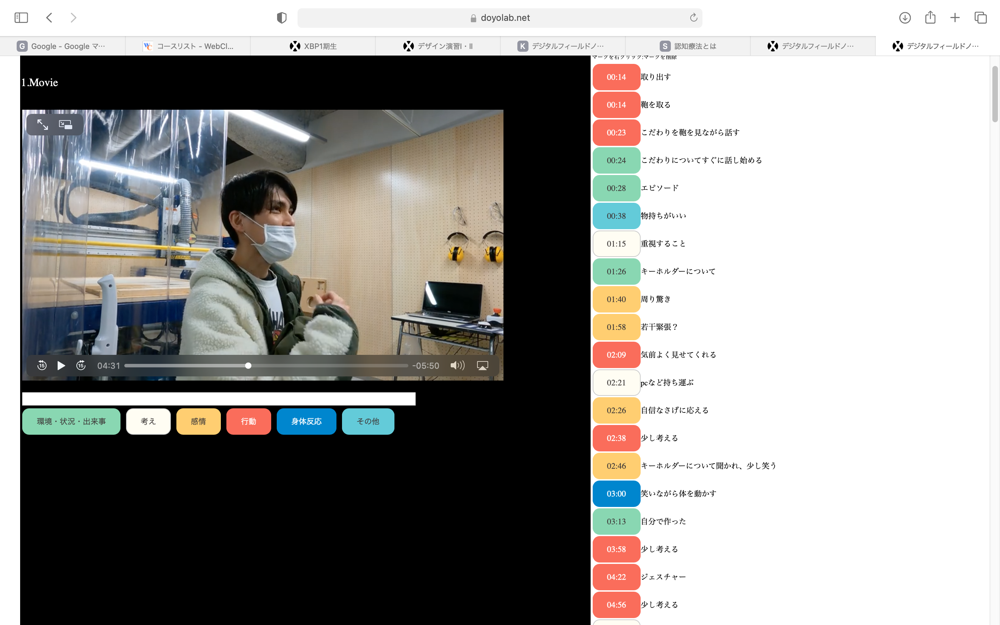 doyolab.net
G Google - Google マ…
WC コースリスト - WebCl...
XBP1期生
デザイン演習I・II
K デジタルフィールドノ…
S 認知療法とは
デジタルフィールドノ…
デジタルフィールドノ…
1.Movie
15
15
04:31
-05:50
CAUTION
環境・状況・出来事
考え
感情
行動
身体反応
その他
マークを右クリック:マークを削除
00:14 取り出す
00:14 鞄を取る
00:23 こだわりを鞄を見ながら話す
00:24 こだわりについてすぐに話し始める
00:28 エピソード
00:38 物持ちがいい
01:15 重視すること
01:26 キーホルダーについて
01:40 周り驚き
01:58 若干緊張？
02:09 気前よく見せてくれる
02:21 pcなど持ち運ぶ
02:26 自信なさげに応える
02:38 少し考える
02:46 キーホルダーについて聞かれ、少し笑う
03:00 笑いながら体を動かす
03:13 自分で作った
03:58 少し考える
04:22 ジェスチャー
04:56 少し考える